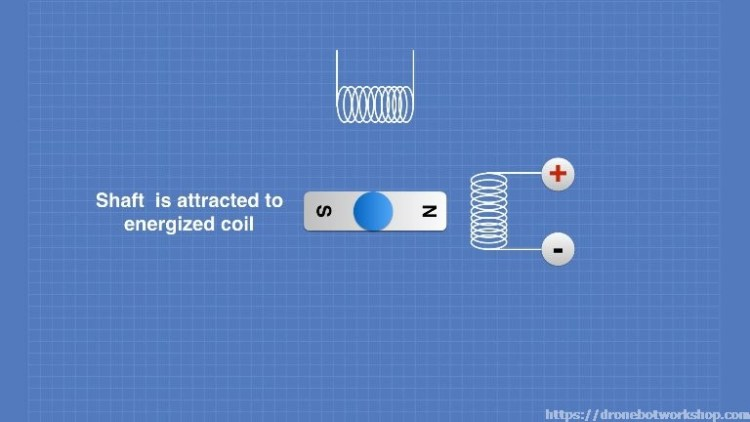 Shaft  is attracted to
energized coil
S
N
+
-
https://dronebotworkshop.com